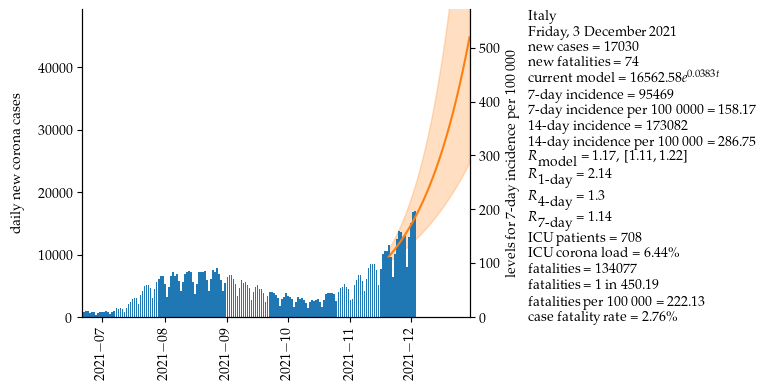 daily new corona cases
40000
30000
20000
10000
0
2021−07
2021−08
2021−09
2021−10
2021−11
2021−12
500
400
300
200
100
0
levels for 7-day incidence per 100 000
Italy
Friday, 3 December 2021
new cases = 17030
new fatalities = 74
current model = 16562.58e^0.0383t
7-day incidence = 95469
7-day incidence per 100 0000 = 158.17
14-day incidence = 173082
14-day incidence per 100 000 = 286.75
Rmodel = 1.17, [1.11, 1.22]
R1-day = 2.14
R4-day = 1.3
R7-day = 1.14
ICU patients = 708
ICU corona load = 6.44%
fatalities = 134077
fatalities = 1 in 450.19
fatalities per 100 000 = 222.13
case fatality rate = 2.76%